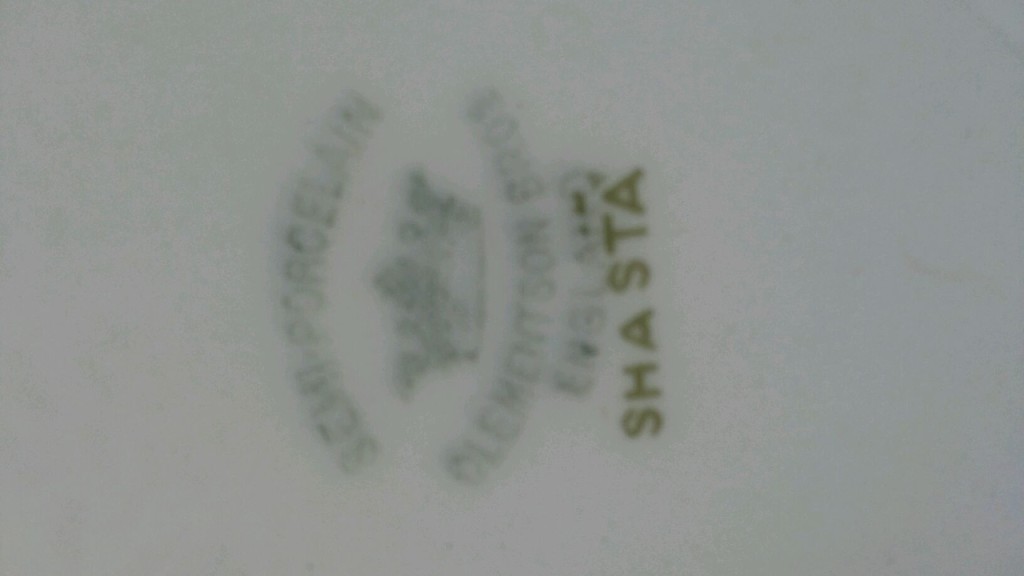 SEMI-PORCELAIN
CLEMENTSON BROS
ENGLAND
SHASTA